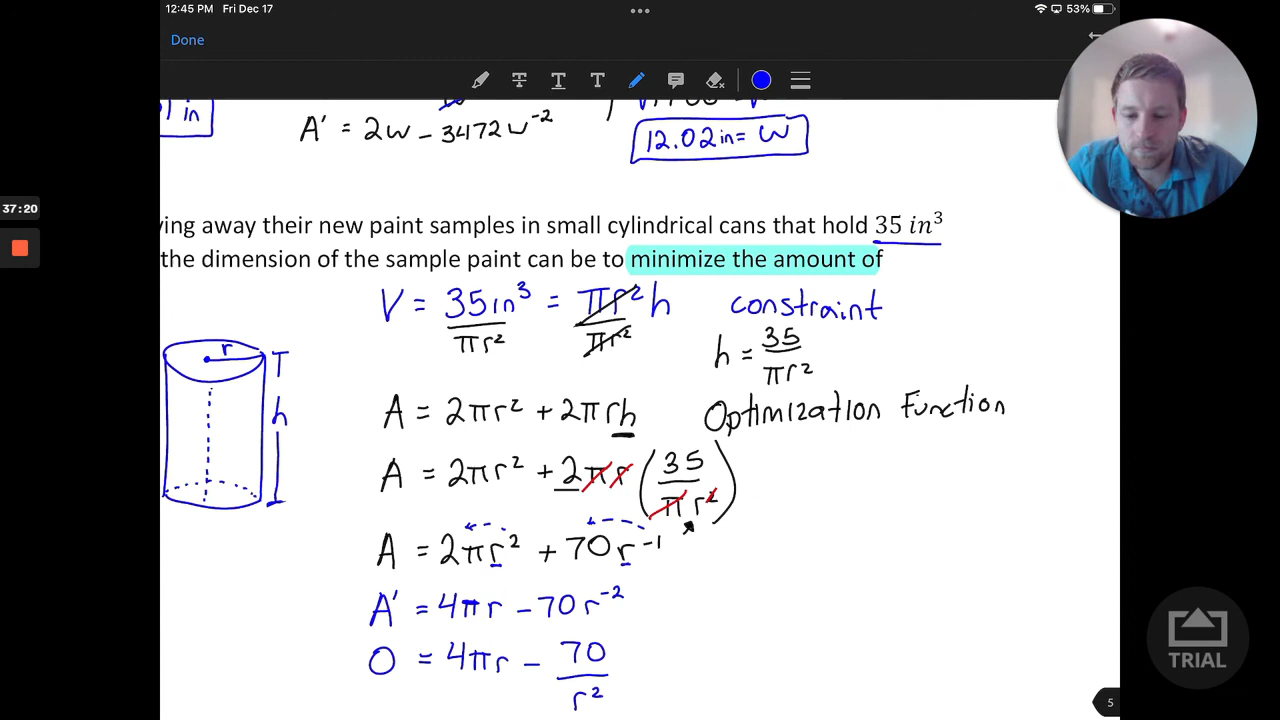 12:45 PM Fri Dec 17
53%
Done
T T T
in
A' = 2w - 3472w⁻²
12.02in = w
37:20
ying away their new paint samples in small cylindrical cans that hold 35 in³
the dimension of the sample paint can be to minimize the amount of
V = 35in³ = πr²h constraint
πr² πr²
h = 35
πr²
r
h
A = 2πr² + 2πrh Optimization Function
A = 2πr² + 2πr (35
πr²)
A = 2πr² + 70r⁻¹
A' = 4πr - 70r⁻²
0 = 4πr - 70
r²
TRIAL
5